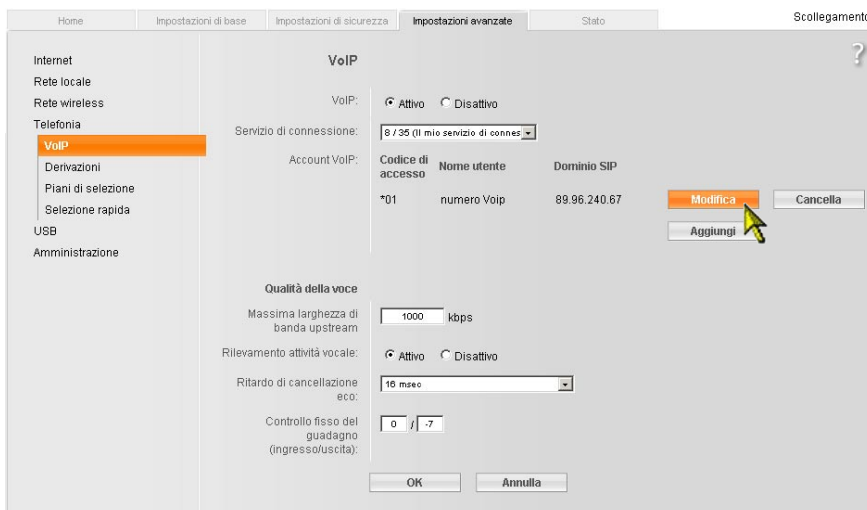 Home Impostazioni di base Impostazioni di sicurezza Impostazioni avanzate Stato Scollegamento
Internet
Rete locale
Rete wireless
Telefonia
VoIP
Derivazioni
Piani di selezione
Selezione rapida
USB
Amministrazione
VoIP
?
VoIP: Attivo Disattivo
Servizio di connessione: 8 / 35 (Il mio servizio di connes
Account VoIP: Codice di accesso Nome utente Dominio SIP
*01 numero Voip 89.96.240.67 Modifica Cancella
Aggiungi
Qualità della voce
Massima larghezza di
banda upstream 1000 kbps
Rilevamento attività vocale: Attivo Disattivo
Ritardo di cancellazione
eco: 16 msec
Controllo fisso del
guadagno
(ingresso/uscita): 0 / -7
OK Annulla